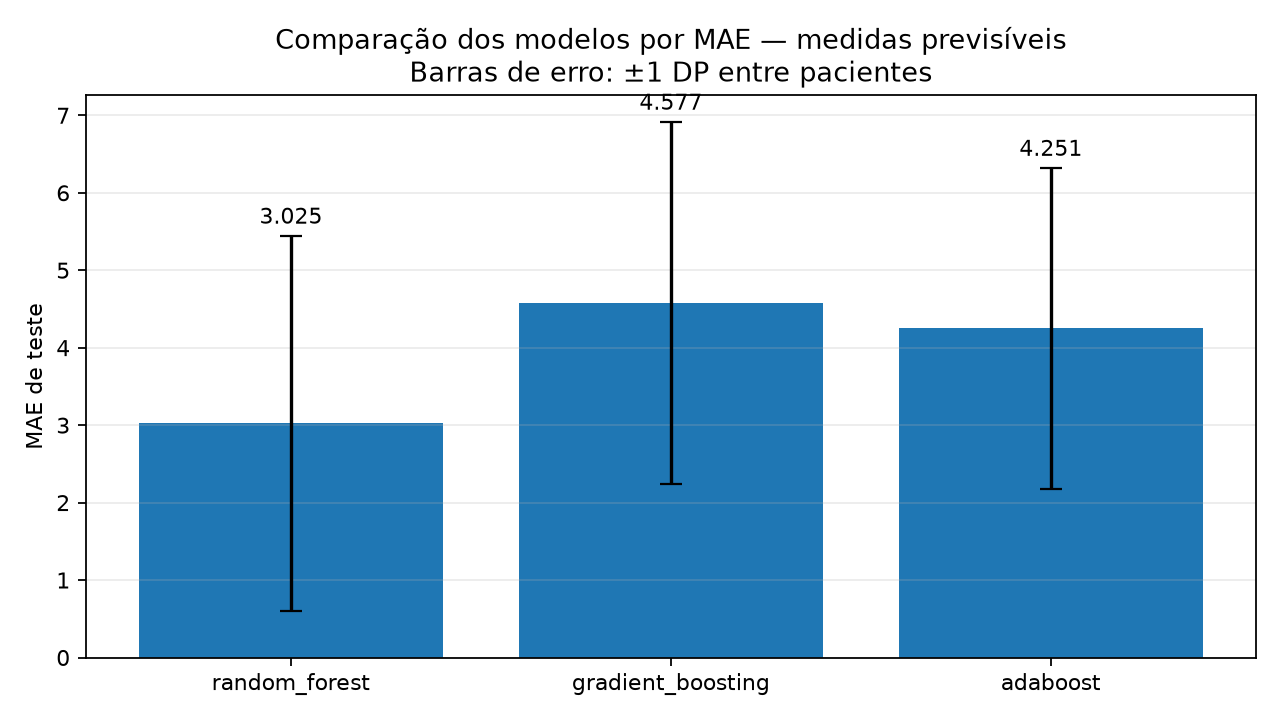 Comparação dos modelos por MAE — medidas previsíveis
Barras de erro: ±1 DP entre pacientes
4.577
4.251
3.025
MAE de teste
7
6
5
4
3
2
1
0
random_forest
gradient_boosting
adaboost